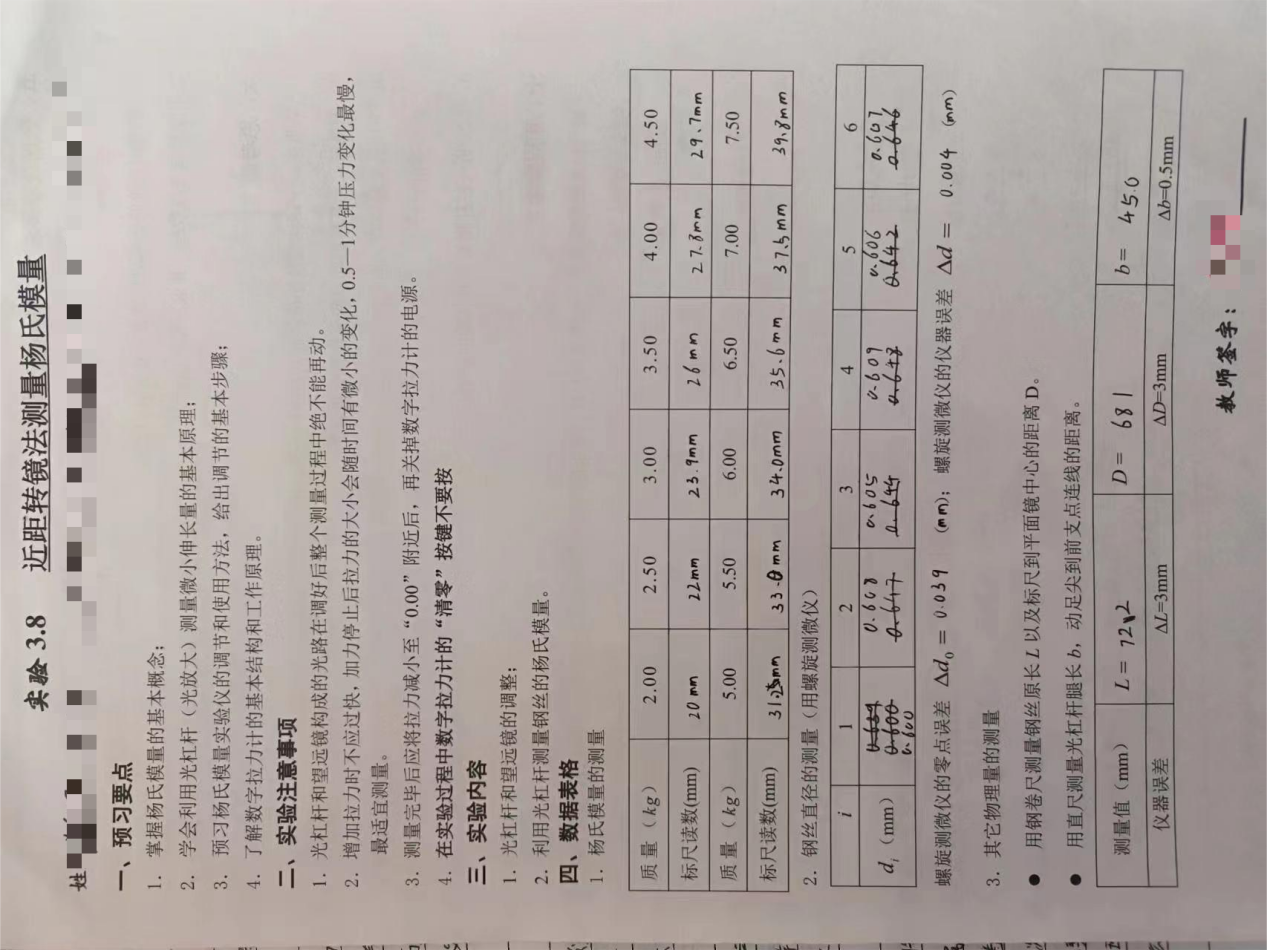 实验 3.8 近距转镜法测量杨氏模量
姓
一、预习要点
1. 掌握杨氏模量的基本概念；
2. 学会利用光杠杆（光放大）测量微小伸长量的基本原理；
3. 预习杨氏模量实验仪的调节和使用方法，给出调节的基本步骤；
4. 了解数字拉力计的基本结构和工作原理。
二、实验注意事项
1. 光杠杆和望远镜构成的光路在调好后整个测量过程中绝不能再动。
2. 增加拉力时不应过快，加力停止后拉力的大小会随时间有微小的变化，0.5—1分钟压力变化最慢，
最适宜测量。
3. 测量完毕后应将拉力减小至“0.00”附近后，再关掉数字拉力计的电源。
4. 在实验过程中数字拉力计的“清零”按键不要按
三、实验内容
1. 光杠杆和望远镜的调整；
2. 利用光杠杆测量钢丝的杨氏模量。
四、数据表格
1. 杨氏模量的测量
质量（kg） 2.00 2.50 3.00 3.50 4.00 4.50
标尺读数(mm) 20mm 22mm 23.9mm 26mm 27.8mm 29.7mm
质量（kg） 5.00 5.50 6.00 6.50 7.00 7.50
标尺读数(mm) 33.0mm 34.0mm 35.6mm 37.5mm 39.8mm
2. 钢丝直径的测量（用螺旋测微仪）
i 1 2 3 4 5 6
di（mm） 0.600 0.608 0.605 0.609 0.606 0.607
螺旋测微仪的零点误差 Δd0 = 0.039 （mm）；螺旋测微仪的仪器误差 Δd = 0.004 （mm）
3. 其它物理量的测量
● 用钢卷尺测量钢丝原长 L 以及标尺到平面镜中心的距离 D。
● 用直尺测量光杠杆腿长 b，动足尖到前支点连线的距离。
测量值（mm） L = D = 681 b = 45.0
仪器误差 ΔL=3mm ΔD=3mm Δb=0.5mm
教师签字：